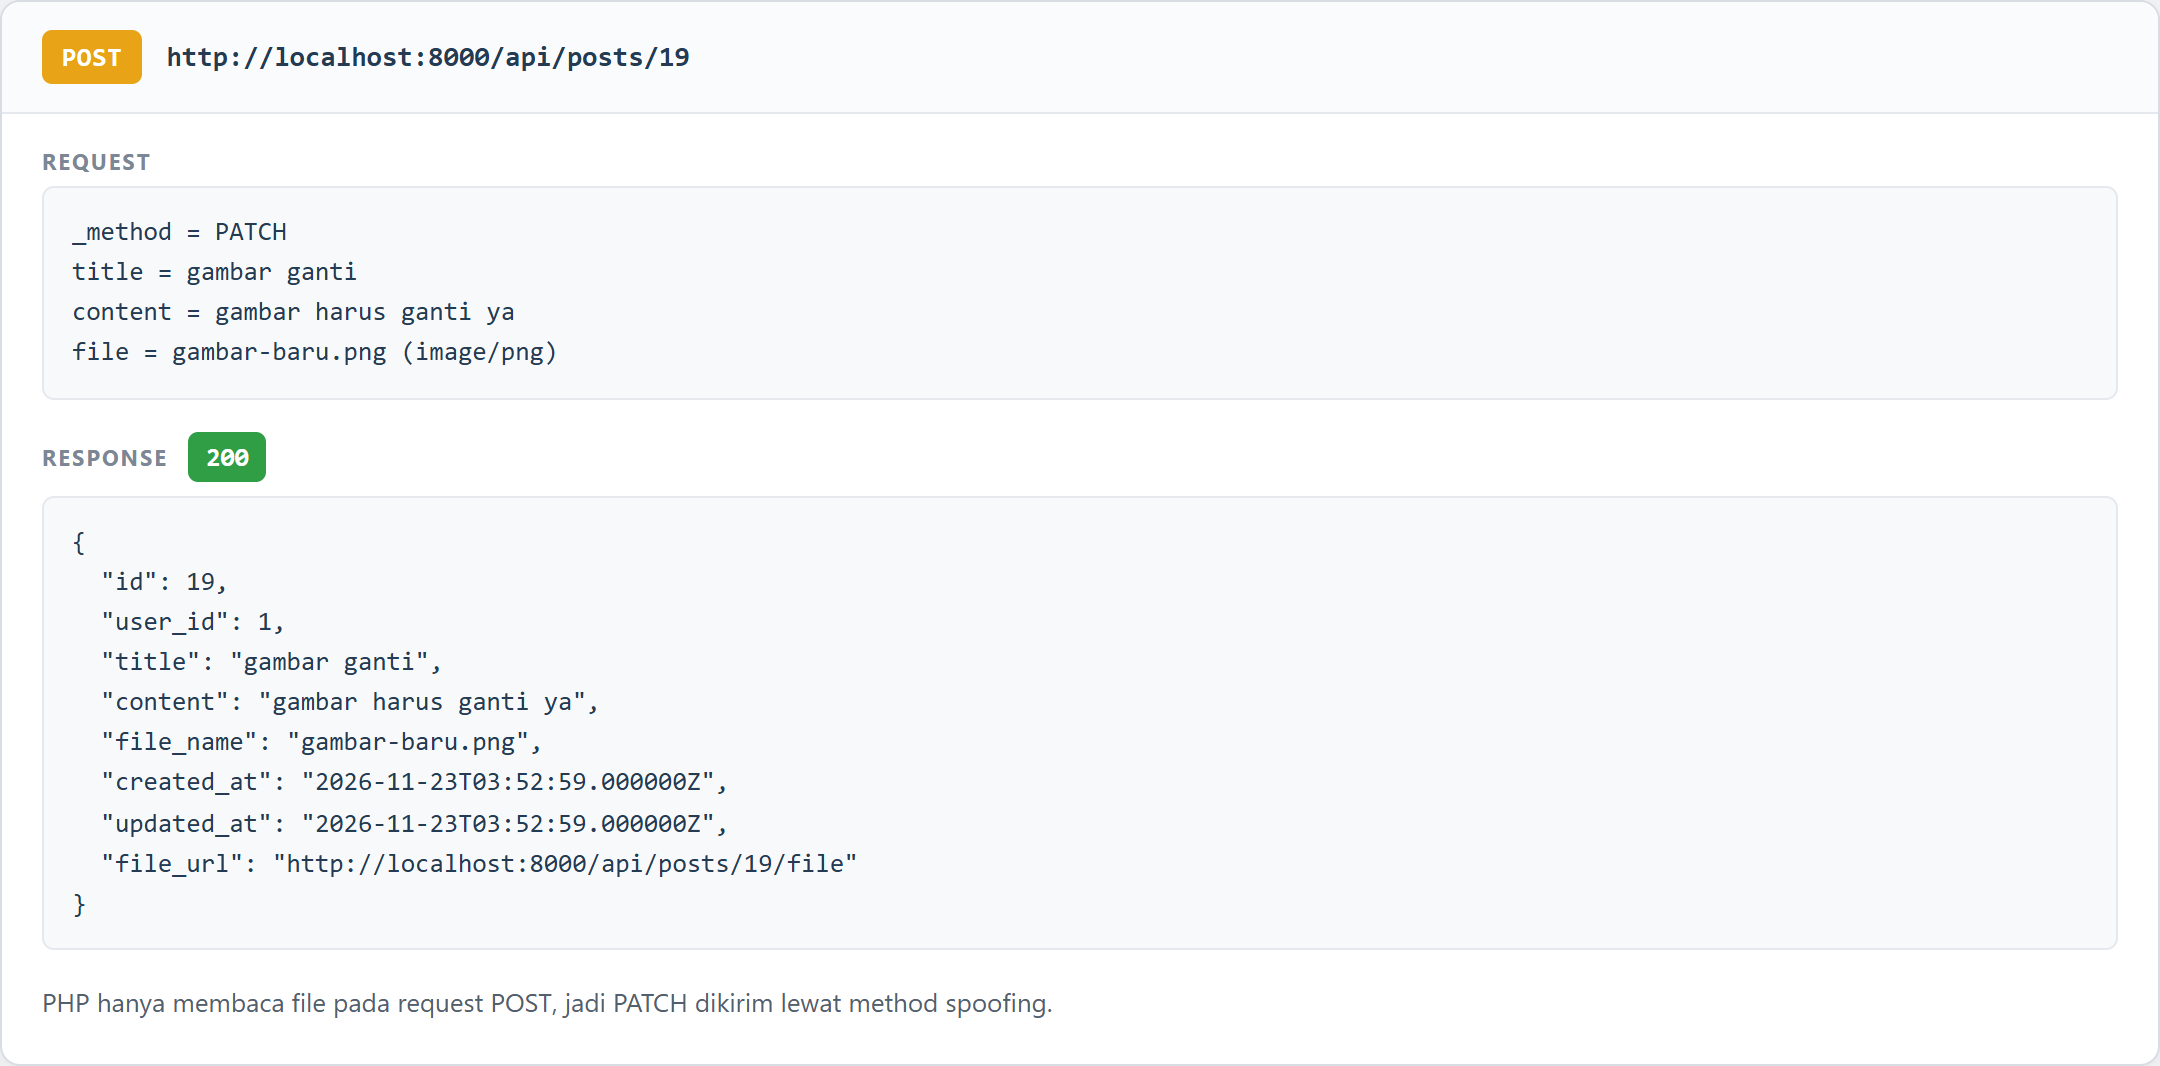 POST http://localhost:8000/api/posts/19
REQUEST
_method = PATCH
title = gambar ganti
content = gambar harus ganti ya
file = gambar-baru.png (image/png)
RESPONSE 200
{
  "id": 19,
  "user_id": 1,
  "title": "gambar ganti",
  "content": "gambar harus ganti ya",
  "file_name": "gambar-baru.png",
  "created_at": "2026-11-23T03:52:59.000000Z",
  "updated_at": "2026-11-23T03:52:59.000000Z",
  "file_url": "http://localhost:8000/api/posts/19/file"
}
PHP hanya membaca file pada request POST, jadi PATCH dikirim lewat method spoofing.